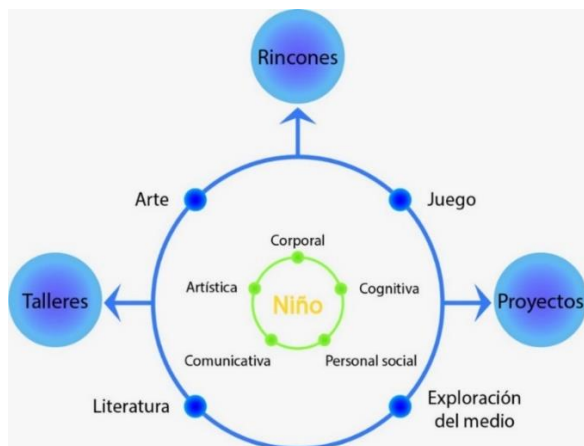 Rincones
Arte
Juego
Corporal
Artística
Cognitiva
Niño
Talleres
Proyectos
Comunicativa
Personal social
Literatura
Exploración
del medio